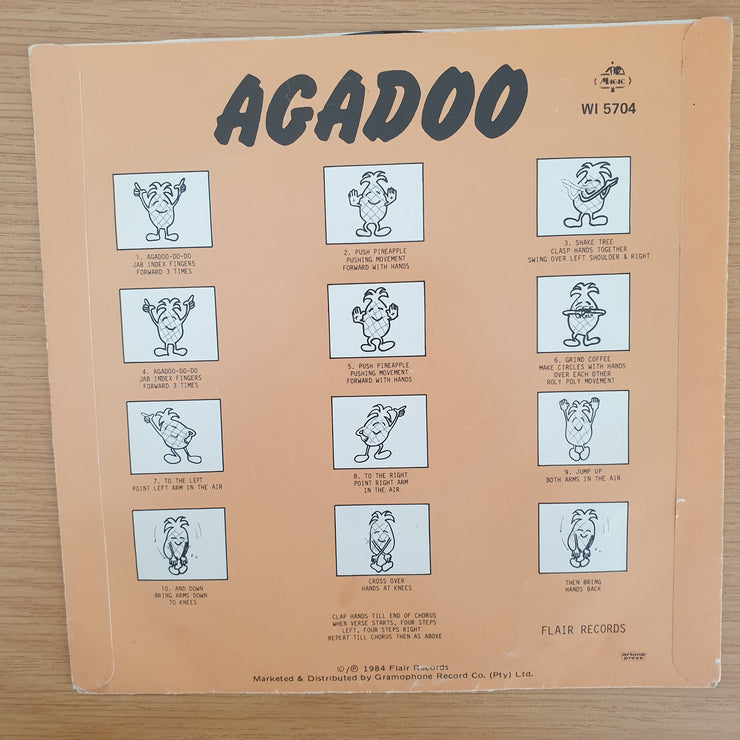 AGADOO
MAGIC
WI 5704
1. AGADOO-DO-DO
JAB INDEX FINGERS
FORWARD 3 TIMES
2. PUSH PINEAPPLE
PUSHING MOVEMENT
FORWARD WITH HANDS
3. SHAKE TREE
CLASP HANDS TOGETHER
SWING OVER LEFT SHOULDER & RIGHT
4. AGADOO-DO-DO
JAB INDEX FINGERS
FORWARD 3 TIMES
5. PUSH PINEAPPLE
PUSHING MOVEMENT
FORWARD WITH HANDS
6. GRIND COFFEE
MAKE CIRCLES WITH HANDS
OVER EACH OTHER
ROLY POLY MOVEMENT
7. TO THE LEFT
POINT LEFT ARM IN THE AIR
8. TO THE RIGHT
POINT RIGHT ARM
IN THE AIR
9. JUMP UP
BOTH ARMS IN THE AIR
10. AND DOWN
BRING ARMS DOWN
TO KNEES
CROSS OVER
HANDS AT KNEES
THEN BRING
HANDS BACK
CLAP HANDS TILL END OF CHORUS
WHEN VERSE STARTS, FOUR STEPS
LEFT, FOUR STEPS RIGHT
REPEAT TILL CHORUS THEN AS ABOVE
FLAIR RECORDS
artone
press
©/℗ 1984 Flair Records
Marketed & Distributed by Gramophone Record Co. (Pty) Ltd.